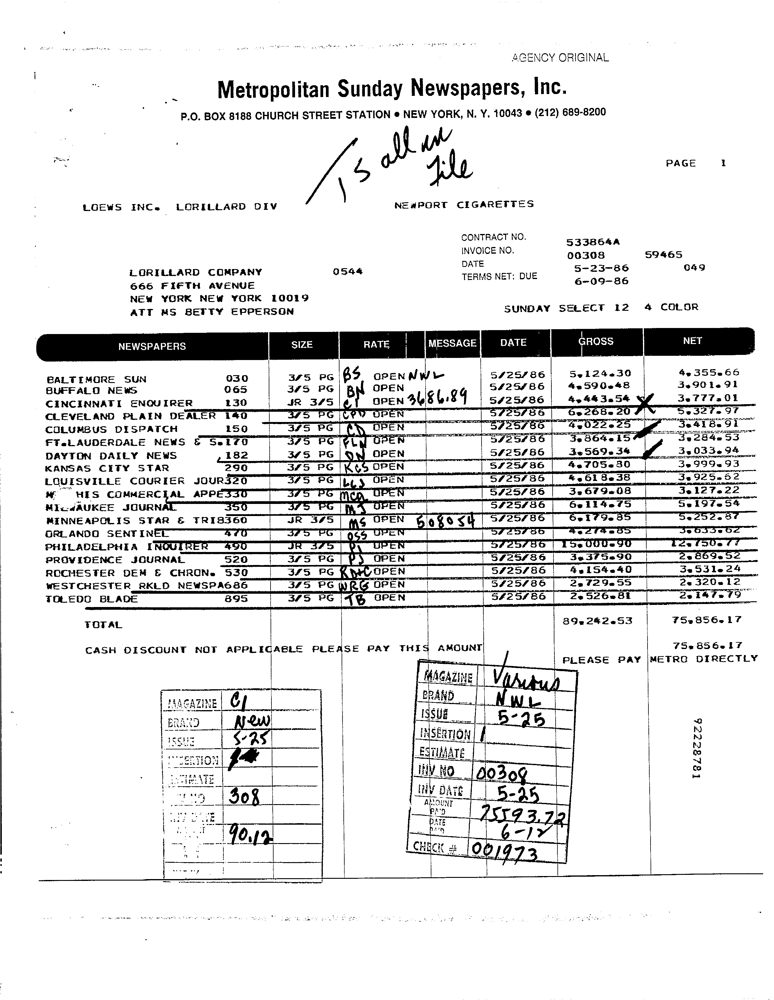 AGENCY ORIGINAL
Metropolitan Sunday Newspapers, Inc.
P.O. BOX 8188 CHURCH STREET STATION • NEW YORK, N. Y. 10043 • (212) 689-8200
all in
File
PAGE 1
LOEWS INC. LORILLARD DIV NEWPORT CIGARETTES
CONTRACT NO. 533864A
INVOICE NO. 00308 59465
DATE 5-23-86 049
TERMS NET: DUE 6-09-86
LORILLARD COMPANY 0544
666 FIFTH AVENUE
NEW YORK NEW YORK 10019
ATT MS BETTY EPPERSON
SUNDAY SELECT 12 4 COLOR
NEWSPAPERS SIZE RATE MESSAGE DATE GROSS NET
BALTIMORE SUN 030 3/5 PG BS OPEN NWL 5/25/86 5,124.30 4,355.66
BUFFALO NEWS 065 3/5 PG BN OPEN 5/25/86 4,590.48 3,901.91
CINCINNATI ENQUIRER 130 JR 3/5 CI OPEN 3686.89 5/25/86 4,443.54 3,777.01
CLEVELAND PLAIN DEALER 140 3/5 PG CPD OPEN 5/25/86 6,268.20 5,327.97
COLUMBUS DISPATCH 150 3/5 PG CD OPEN 5/25/86 4,022.25 3,418.91
FT.LAUDERDALE NEWS & S.170 3/5 PG FLN OPEN 5/25/86 3,864.15 3,284.53
DAYTON DAILY NEWS 182 3/5 PG DN OPEN 5/25/86 3,569.34 3,033.94
KANSAS CITY STAR 290 3/5 PG KCS OPEN 5/25/86 4,705.80 3,999.93
LOUISVILLE COURIER JOUR320 3/5 PG LCJ OPEN 5/25/86 4,618.38 3,925.62
HIS COMMERCIAL APPE330 3/5 PG MCA OPEN 5/25/86 3,679.08 3,127.22
MILWAUKEE JOURNAL 350 3/5 PG MJ OPEN 5/25/86 6,114.75 5,197.54
MINNEAPOLIS STAR & TRIB360 JR 3/5 MS OPEN 508054 5/25/86 6,179.85 5,252.87
ORLANDO SENTINEL 470 3/5 PG OSS OPEN 5/25/86 4,274.85 3,633.62
PHILADELPHIA INQUIRER 490 JR 3/5 PI OPEN 5/25/86 15,000.90 12,750.77
PROVIDENCE JOURNAL 520 3/5 PG PJ OPEN 5/25/86 3,375.90 2,869.52
ROCHESTER DEM & CHRON. 530 3/5 PG RD+C OPEN 5/25/86 4,154.40 3,531.24
WESTCHESTER RKLD NEWSPA686 3/5 PG WRG OPEN 5/25/86 2,729.55 2,320.12
TOLEDO BLADE 895 3/5 PG TB OPEN 5/25/86 2,526.81 2,147.79
TOTAL 89,242.53 75,856.17
CASH DISCOUNT NOT APPLICABLE PLEASE PAY THIS AMOUNT 75,856.17
PLEASE PAY METRO DIRECTLY
MAGAZINE CI
BRAND New
ISSUE 5-25
INSERTION
ESTIMATE
INV NO 308
INV DATE
90.12
MAGAZINE Various
BRAND NWL
ISSUE 5-25
INSERTION 1
ESTIMATE
INV NO 00308
INV DATE 5-25
AMOUNT PAID 75593.72
DATE PAID 6-12
CHECK # 001973
92228781